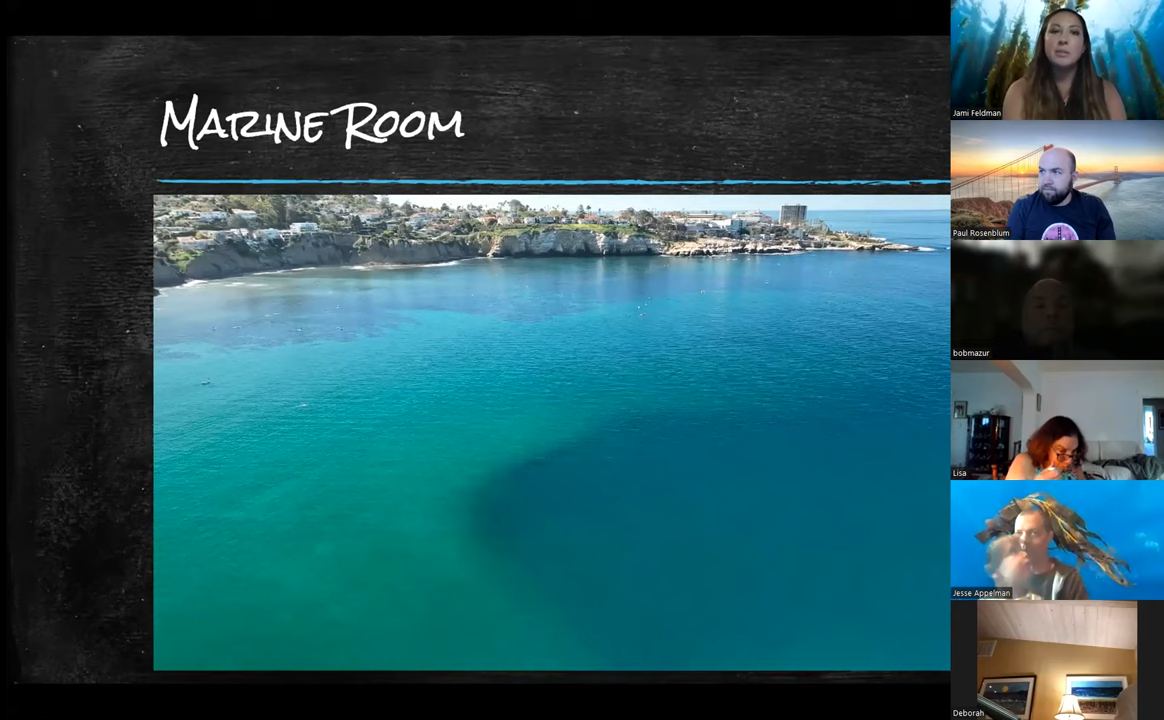 Marine Room
Jami Feldman
Paul Rosenblum
bobmazur
Lisa
Jesse Appelman
Deborah